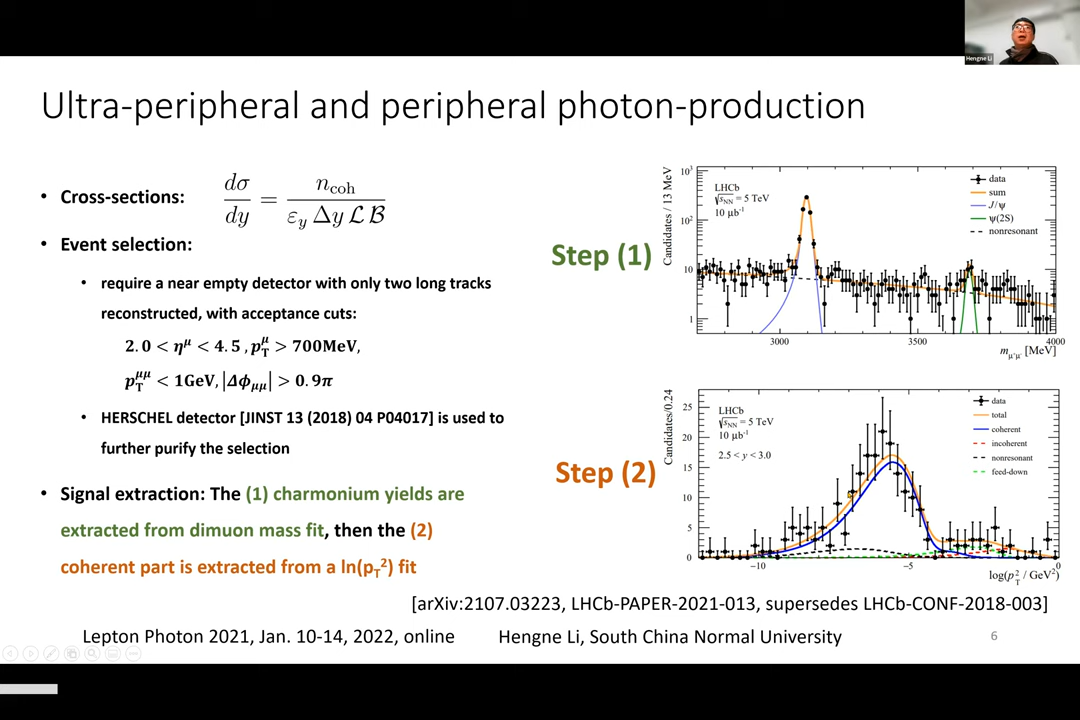 Hengne Li
Ultra-peripheral and peripheral photon-production
• Cross-sections:
dσ/dy = n_coh / (ε_y Δy ℒ ℬ)
• Event selection:
• require a near empty detector with only two long tracks
reconstructed, with acceptance cuts:
2.0 < η^μ < 4.5 , p_T^μ > 700MeV,
p_T^μμ < 1GeV, |Δϕ_μμ| > 0.9π
• HERSCHEL detector [JINST 13 (2018) 04 P04017] is used to
further purify the selection
• Signal extraction: The (1) charmonium yields are
extracted from dimuon mass fit, then the (2)
coherent part is extracted from a ln(p_T^2) fit
Step (1)
Candidates / 13 MeV
10^3
10^2
10
1
LHCb
√s_NN = 5 TeV
10 μb^-1
data
sum
J/ψ
ψ(2S)
nonresonant
3000
3500
4000
m_μ+μ- [MeV]
Step (2)
Candidates/0.24
25
20
15
10
5
0
LHCb
√s_NN = 5 TeV
10 μb^-1
2.5 < y < 3.0
data
total
coherent
incoherent
nonresonant
feed-down
−10
−5
0
log(p_T^2 / GeV^2)
[arXiv:2107.03223, LHCb-PAPER-2021-013, supersedes LHCb-CONF-2018-003]
Lepton Photon 2021, Jan. 10-14, 2022, online
Hengne Li, South China Normal University
6